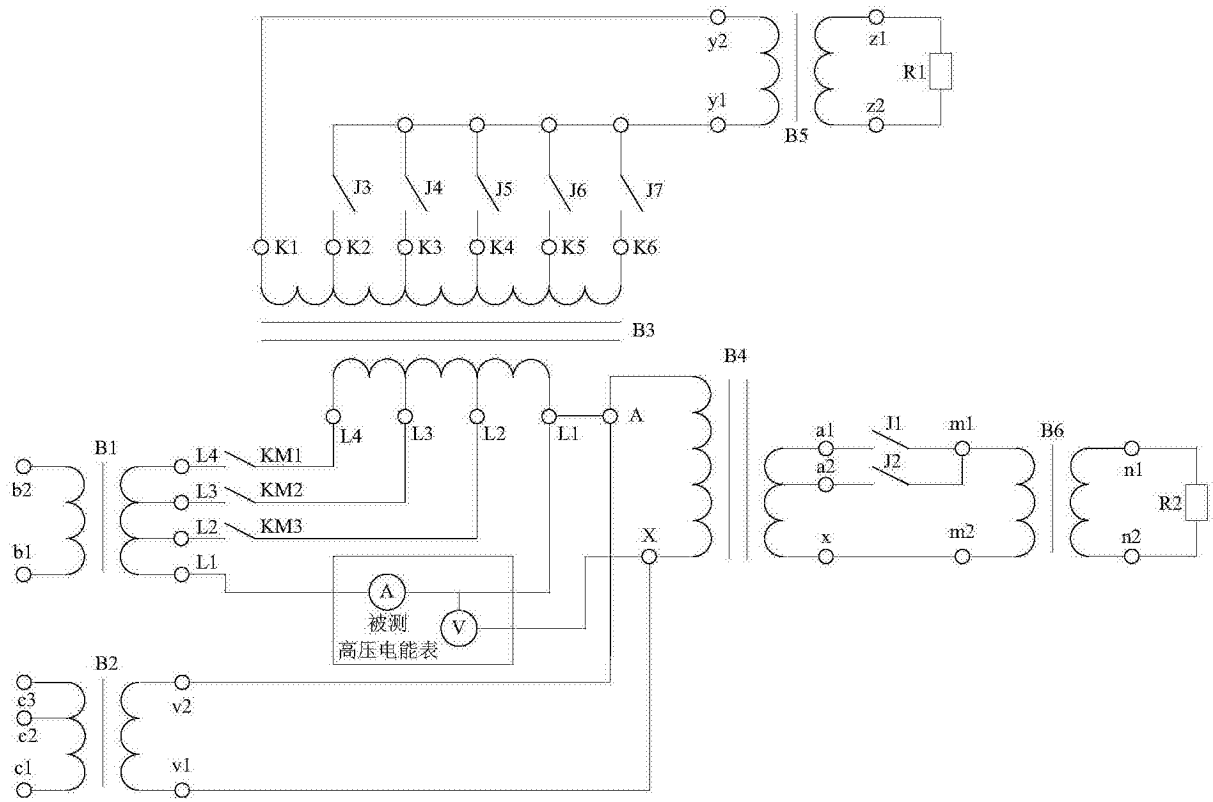 y2
z1
R1
y1
z2
B5
J3
J4
J5
J6
J7
K1
K2
K3
K4
K5
K6
B3
B4
L4
L3
L2
L1
A
B1
b2
b1
L4
KM1
L3
KM2
L2
KM3
L1
a1
J1
m1
a2
J2
B6
n1
R2
X
x
m2
n2
A
被测
V
高压电能表
B2
c3
c2
c1
v2
v1